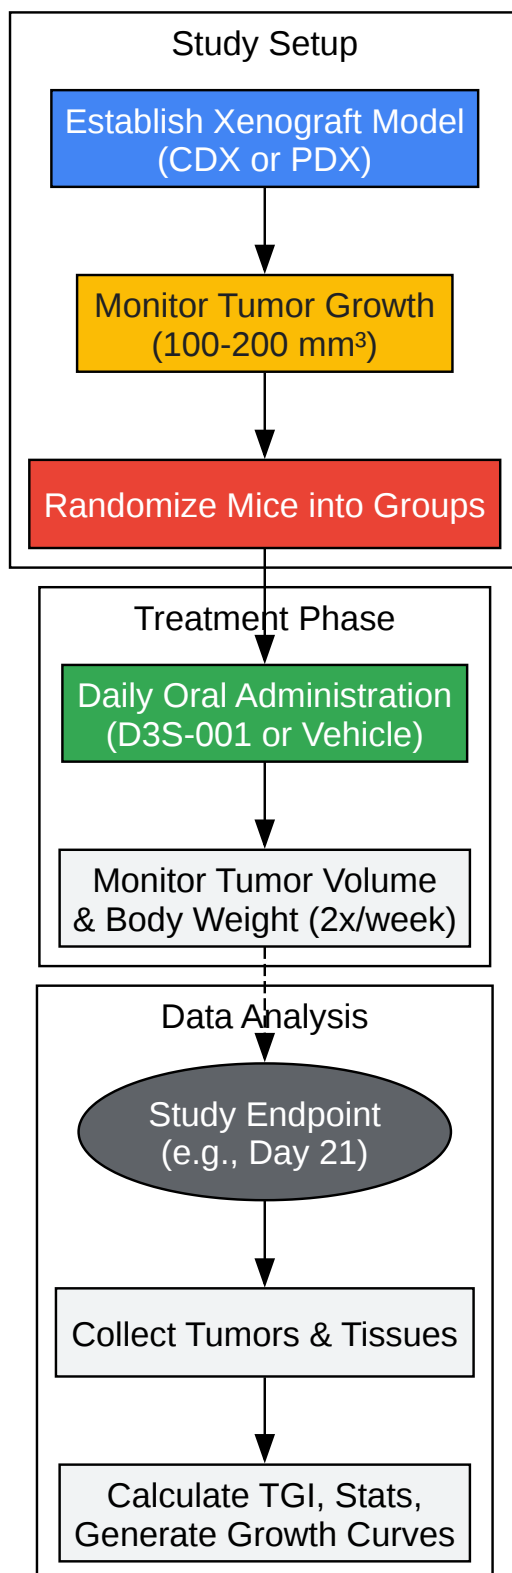 Study Setup
Establish Xenograft Model
(CDX or PDX)
Monitor Tumor Growth
(100-200 mm³)
Randomize Mice into Groups
Treatment Phase
Daily Oral Administration
(D3S-001 or Vehicle)
Monitor Tumor Volume
& Body Weight (2x/week)
Data Analysis
Study Endpoint
(e.g., Day 21)
Collect Tumors & Tissues
Calculate TGI, Stats,
Generate Growth Curves